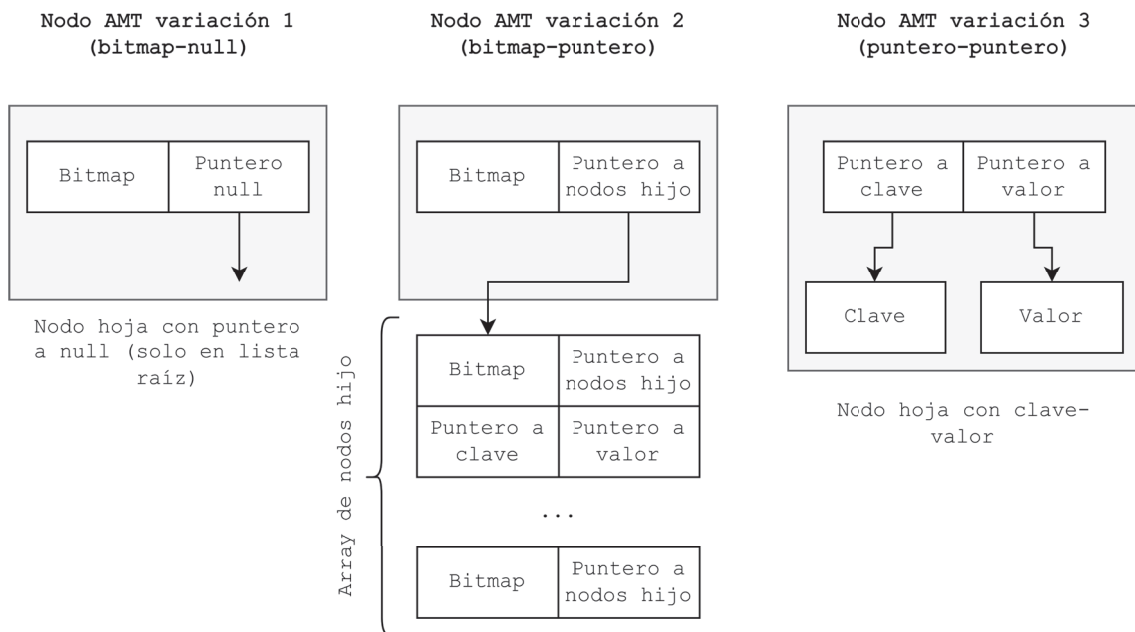 Nodo AMT variación 1
(bitmap-null)
Bitmap
Puntero
null
Nodo hoja con puntero
a null (solo en lista
raíz)
Nodo AMT variación 2
(bitmap-puntero)
Bitmap
Puntero a
nodos hijo
Array de nodos hijo
Bitmap
Puntero a
nodos hijo
Puntero a
clave
Puntero a
valor
...
Bitmap
Puntero a
nodos hijo
Nodo AMT variación 3
(puntero-puntero)
Puntero a
clave
Puntero a
valor
Clave
Valor
Nodo hoja con clave-
valor